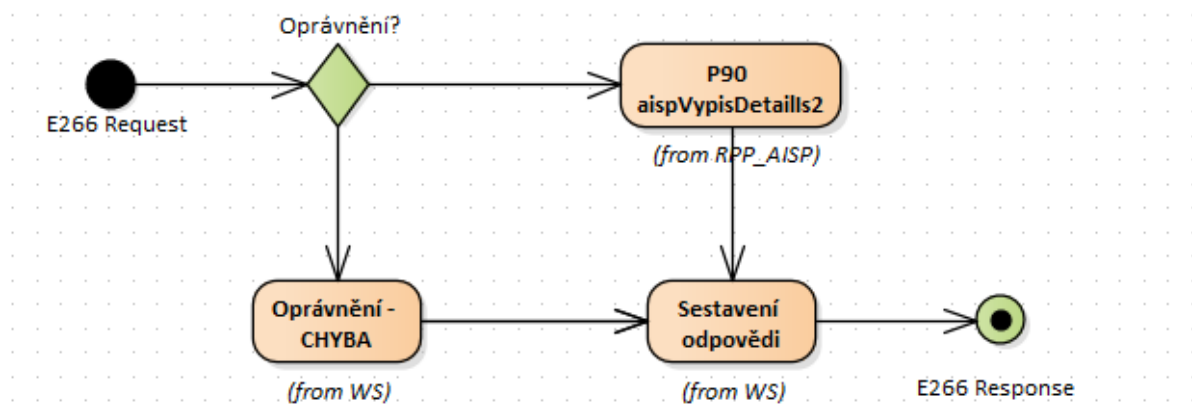 Oprávnění?
E266 Request
P90
aispVypisDetailIs2
(from RPP_AISP)
Oprávnění -
CHYBA
(from WS)
Sestavení
odpovědi
(from WS)
E266 Response